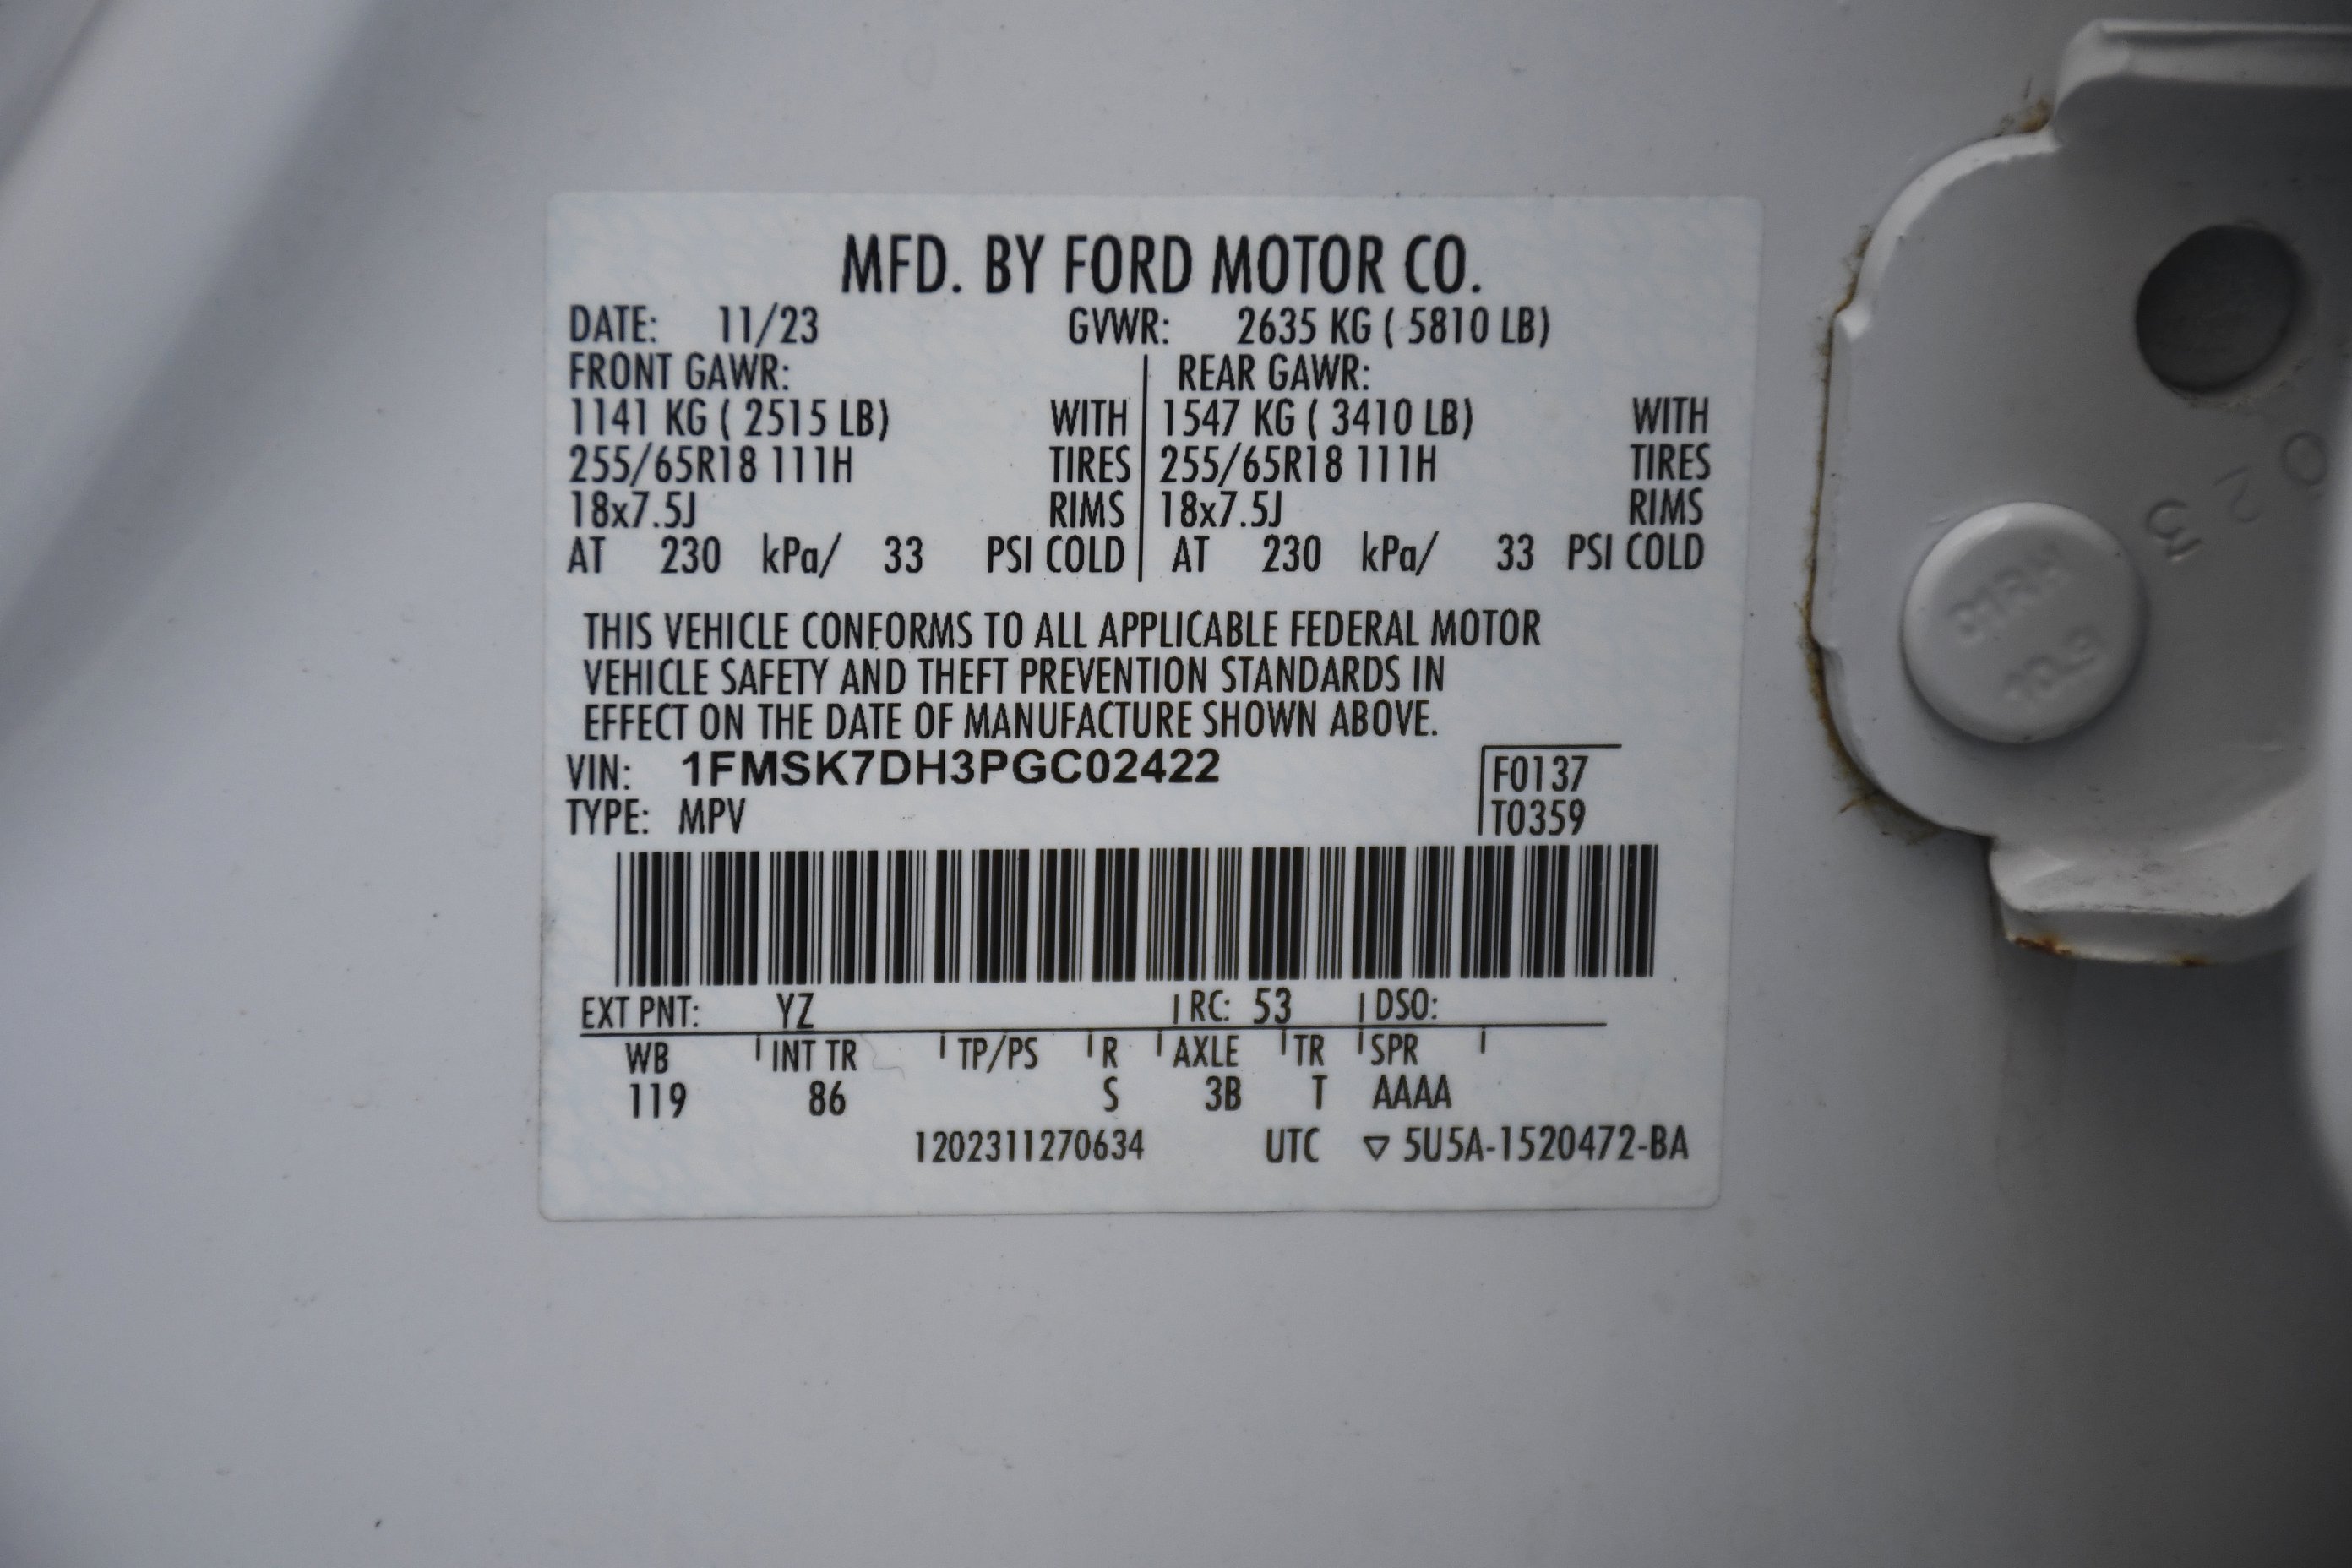 MFD. BY FORD MOTOR CO.
DATE: 11/23 GVWR: 2635 KG ( 5810 LB)
FRONT GAWR: REAR GAWR:
1141 KG ( 2515 LB) WITH 1547 KG ( 3410 LB) WITH
255/65R18 111H TIRES 255/65R18 111H TIRES
18x7.5J RIMS 18x7.5J RIMS
AT 230 kPa/ 33 PSI COLD AT 230 kPa/ 33 PSI COLD
THIS VEHICLE CONFORMS TO ALL APPLICABLE FEDERAL MOTOR
VEHICLE SAFETY AND THEFT PREVENTION STANDARDS IN
EFFECT ON THE DATE OF MANUFACTURE SHOWN ABOVE.
VIN: 1FMSK7DH3PGC02422 F0137
TYPE: MPV T0359
EXT PNT: YZ RC: 53 DSO:
WB INT TR TP/PS R AXLE TR SPR
119 86 S 3B T AAAA
1202311270634 UTC ▽ 5U5A-1520472-BA